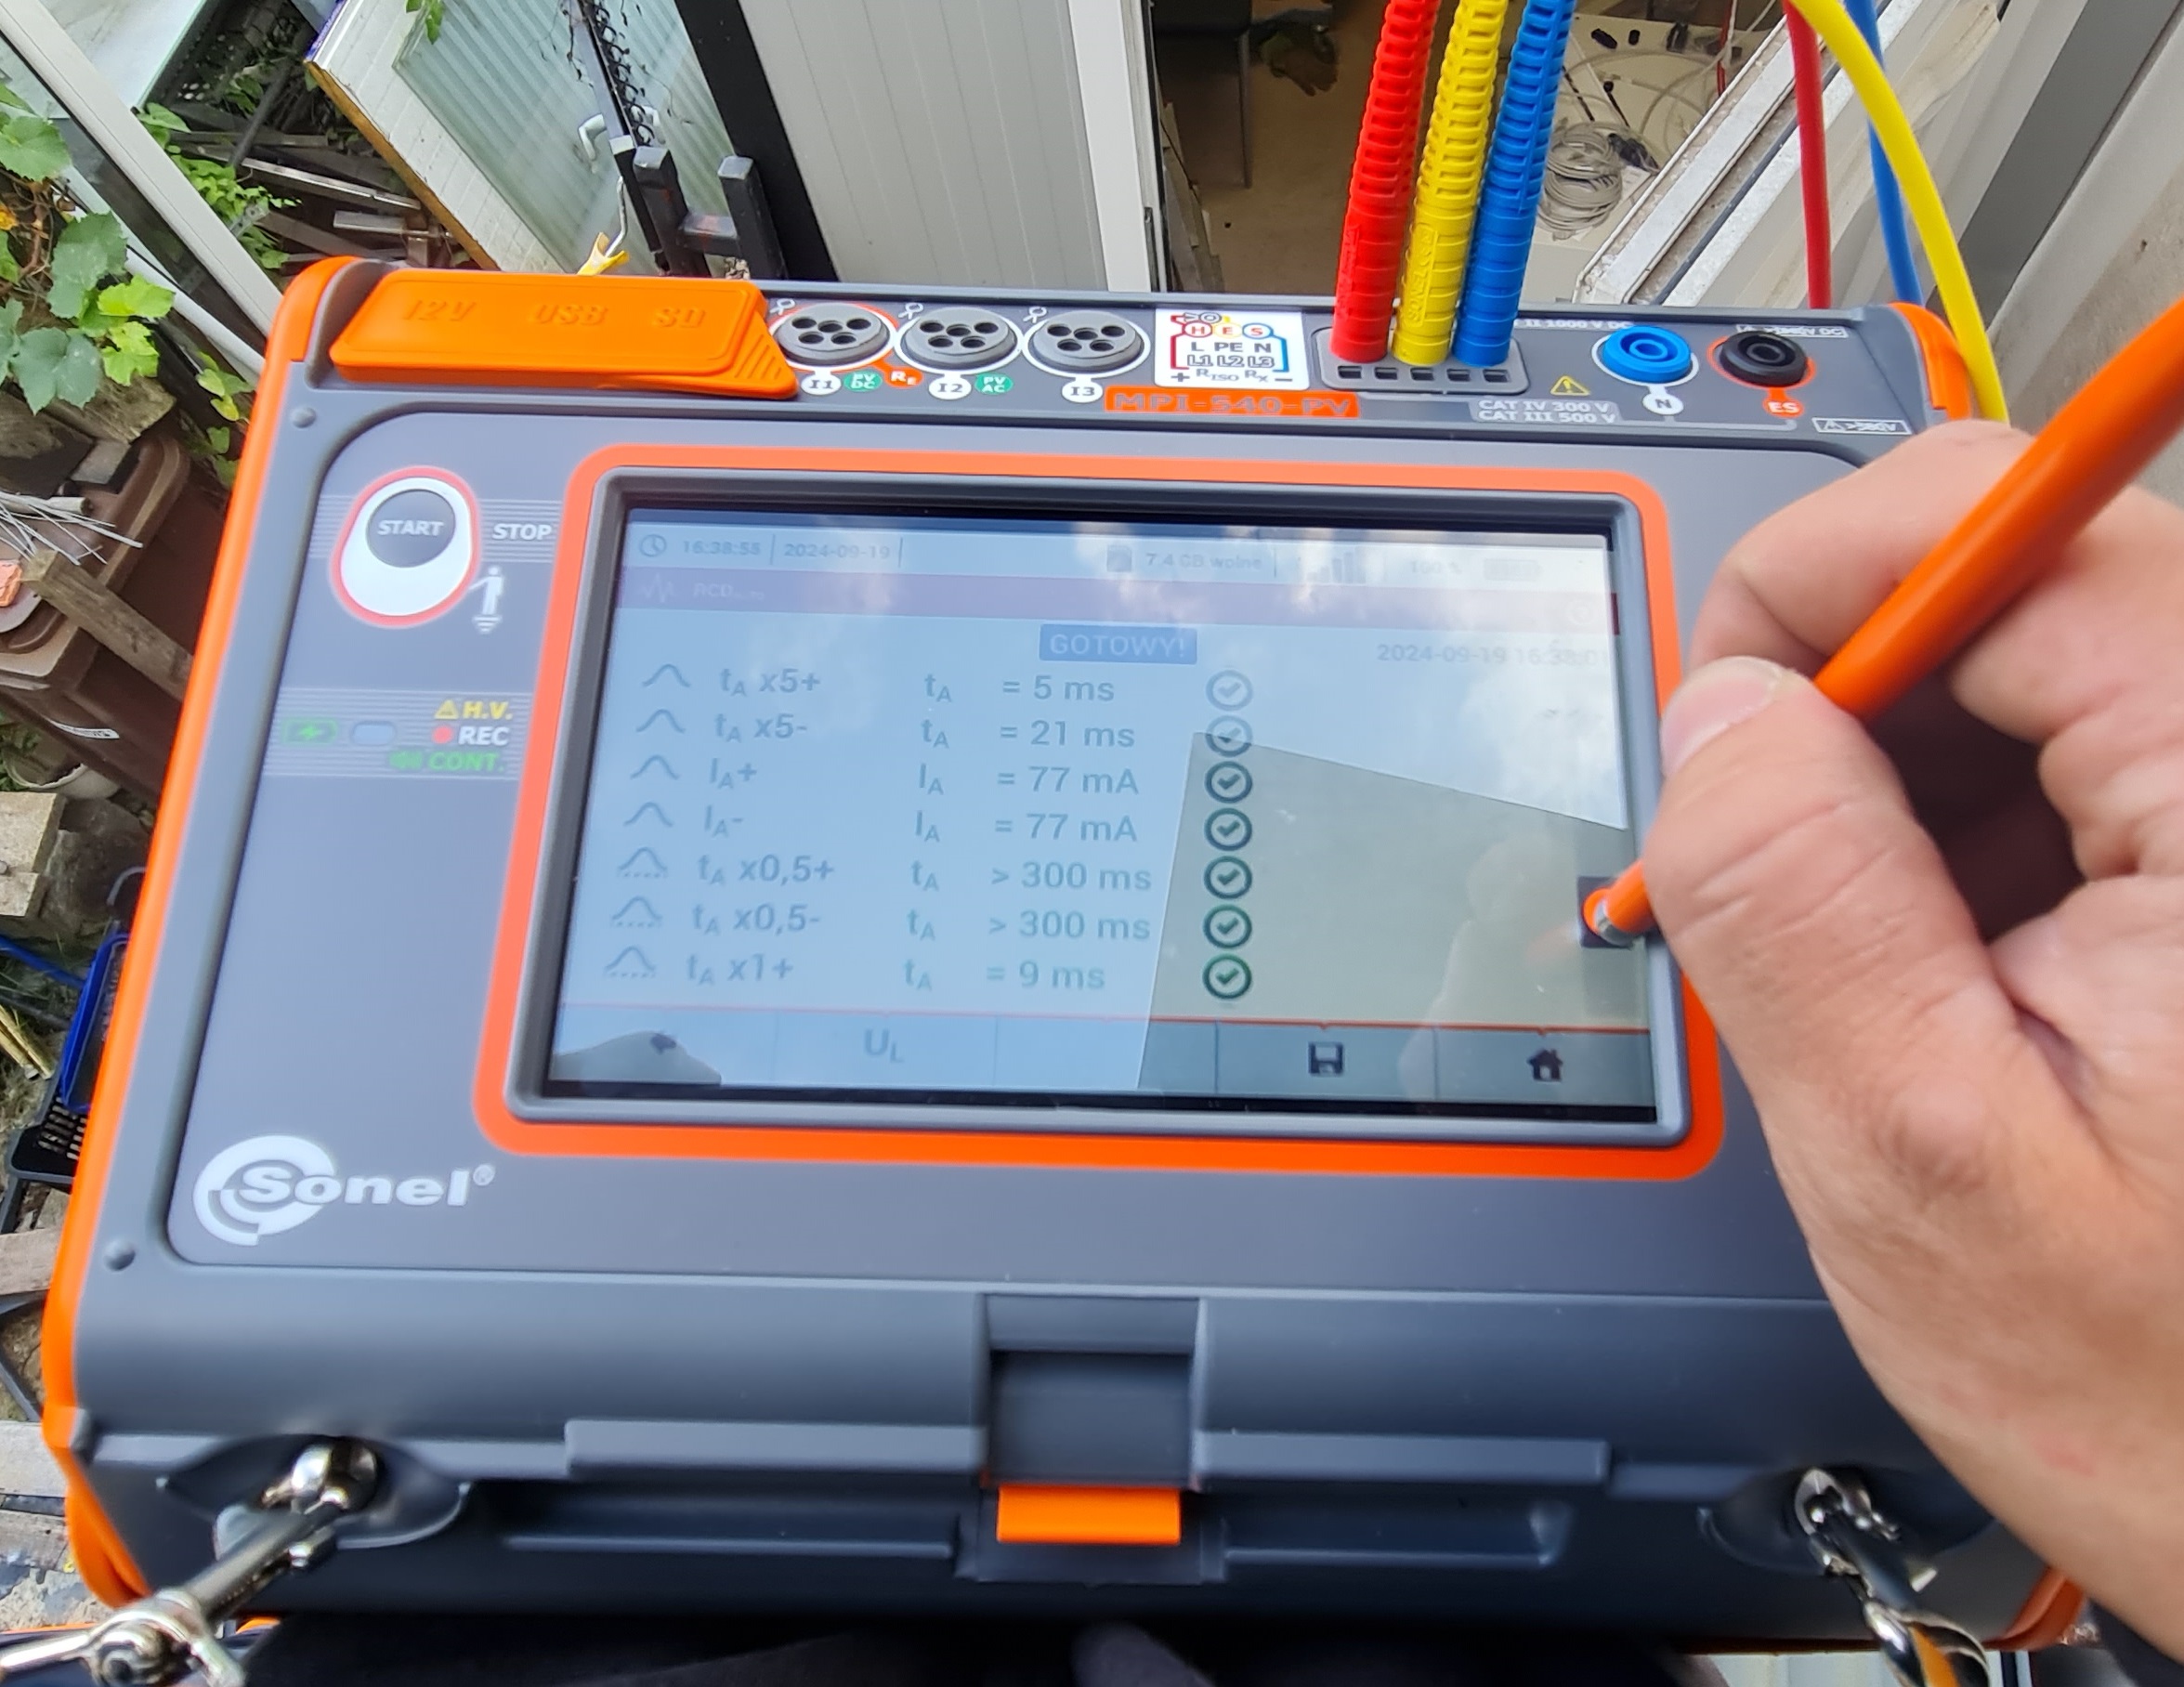 12V USB SD
I1 PV DC RE I2 PV AC I3
H E S
L PE N
L1 L2 L3
+ RISO RX -
MPI-540-PV
CAT IV 300 V
CAT III 500 V
N
ES
START
STOP
H.V.
REC
CONT.
16:38:58 2024-09-19 7.4 GB wolne 100 %
RCD
GOTOWY!
2024-09-19 16:38:01
tA x5+ tA = 5 ms
tA x5- tA = 21 ms
IA+ IA = 77 mA
IA- IA = 77 mA
tA x0,5+ tA > 300 ms
tA x0,5- tA > 300 ms
tA x1+ tA = 9 ms
UL
Sonel®